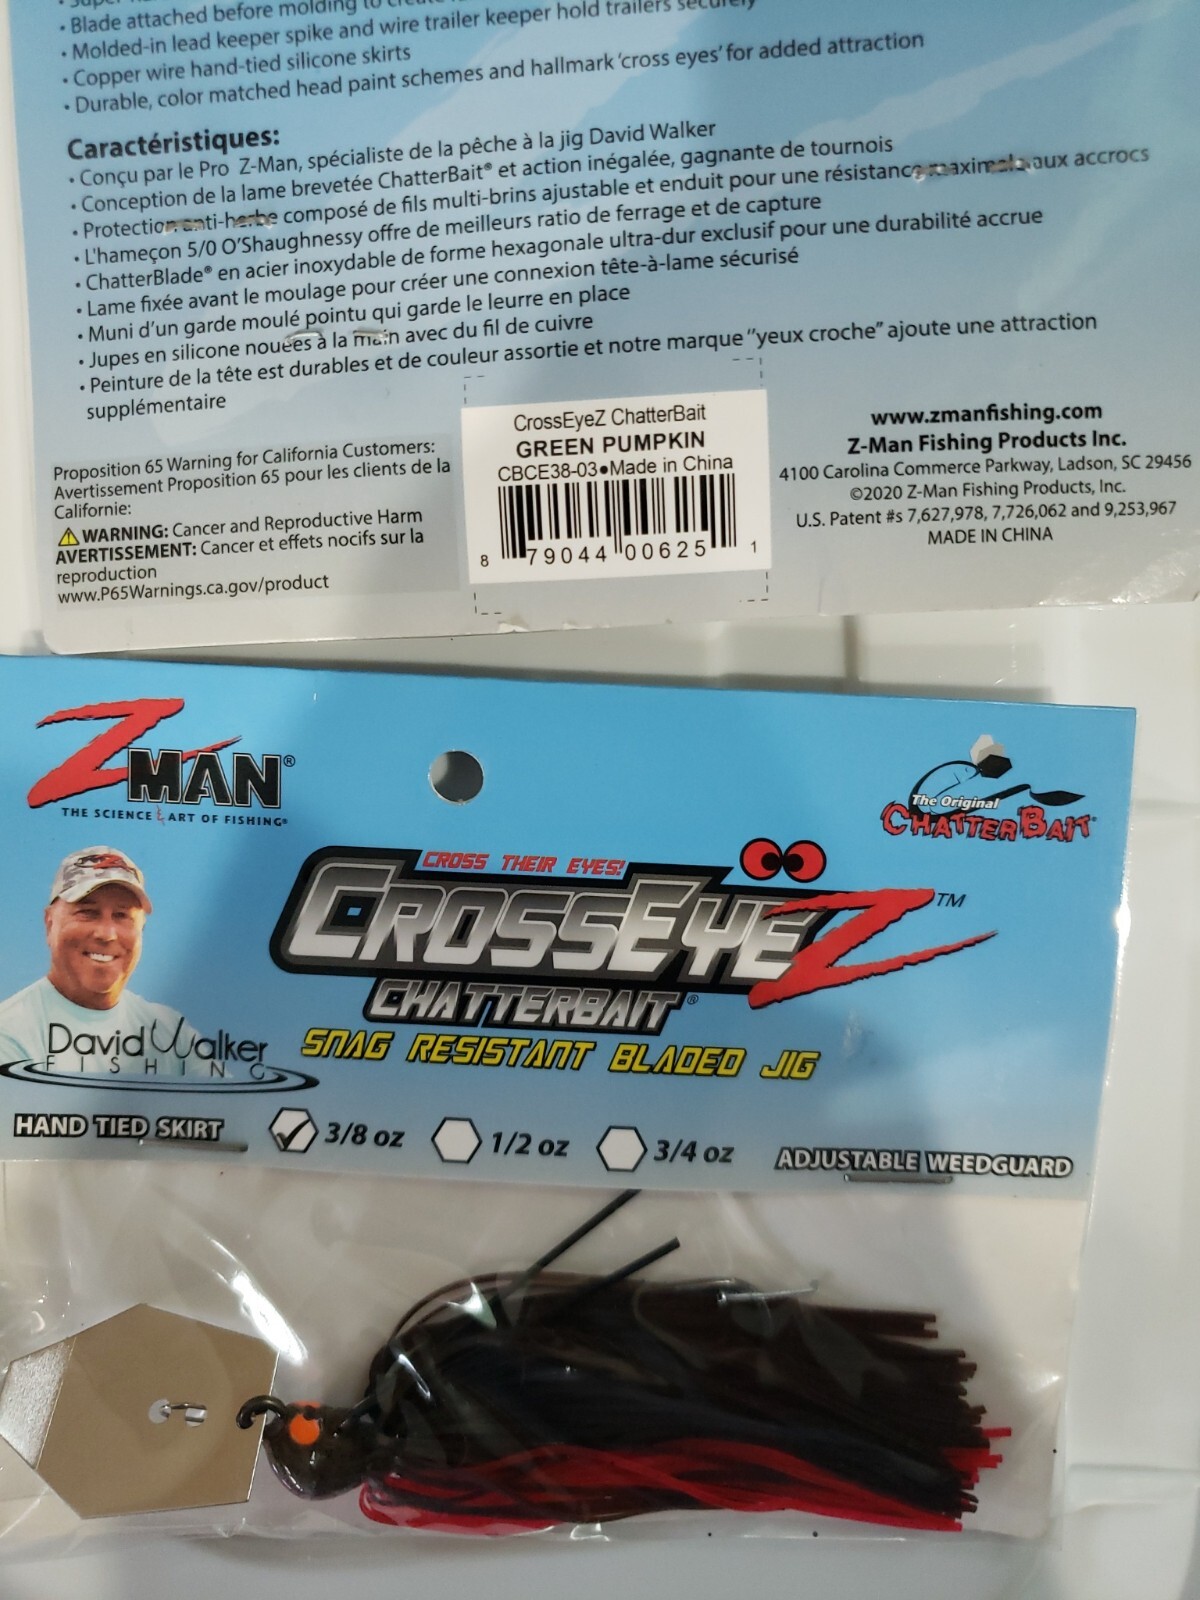 • Blade attached before molding to create
• Molded-in lead keeper spike and wire trailer keeper hold trailers securely
• Copper wire hand-tied silicone skirts
• Durable, color matched head paint schemes and hallmark 'cross eyes' for added attraction
Caractéristiques:
• Conçu par le Pro Z-Man, spécialiste de la pêche à la jig David Walker
• Conception de la lame brevetée ChatterBait® et action inégalée, gagnante de tournois
• Protection anti-herbe composé de fils multi-brins ajustable et enduit pour une résistance maximale aux accrocs
• L'hameçon 5/0 O'Shaughnessy offre de meilleurs ratio de ferrage et de capture
• ChatterBlade® en acier inoxydable de forme hexagonale ultra-dur exclusif pour une durabilité accrue
• Lame fixée avant le moulage pour créer une connexion tête-à-lame sécurisé
• Muni d'un garde moulé pointu qui garde le leurre en place
• Jupes en silicone nouées à la main avec du fil de cuivre
• Peinture de la tête est durables et de couleur assortie et notre marque "yeux croche" ajoute une attraction
supplémentaire
Proposition 65 Warning for California Customers:
Avertissement Proposition 65 pour les clients de la
Californie:
WARNING: Cancer and Reproductive Harm
AVERTISSEMENT: Cancer et effets nocifs sur la
reproduction
www.P65Warnings.ca.gov/product
CrossEyeZ ChatterBait
GREEN PUMPKIN
CBCE38-03●Made in China
8 79044 00625 1
www.zmanfishing.com
Z-Man Fishing Products Inc.
4100 Carolina Commerce Parkway, Ladson, SC 29456
©2020 Z-Man Fishing Products, Inc.
U.S. Patent #s 7,627,978, 7,726,062 and 9,253,967
MADE IN CHINA
Z MAN®
THE SCIENCE & ART OF FISHING®
The Original
CHATTERBAIT®
CROSS THEIR EYES!
CROSSEYEZ™
CHATTERBAIT®
SNAG RESISTANT BLADED JIG
David Walker
FISHING
HAND TIED SKIRT
3/8 oz
1/2 oz
3/4 oz
ADJUSTABLE WEEDGUARD